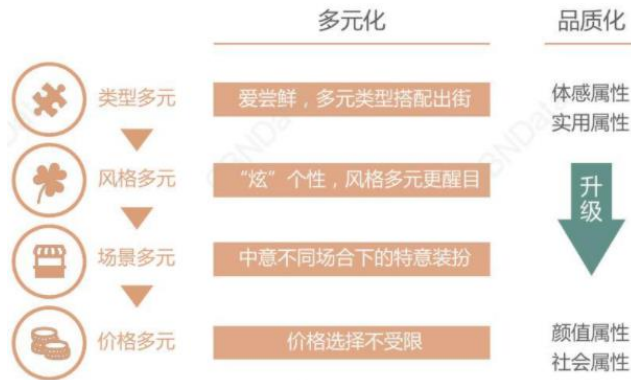 多元化
品质化
类型多元
爱尝鲜，多元类型搭配出街
体感属性
实用属性
风格多元
“炫”个性，风格多元更醒目
升级
场景多元
中意不同场合下的特意装扮
价格多元
价格选择不受限
颜值属性
社会属性